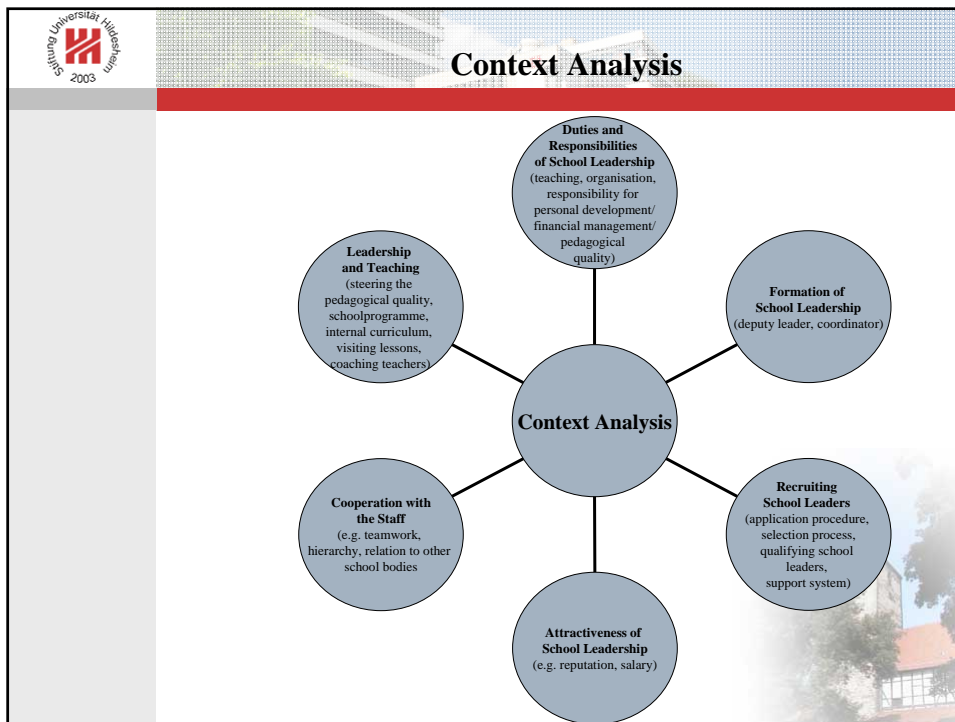 Stiftung Universität Hildesheim
2003
Context Analysis
Duties and
Responsibilities
of School Leadership
(teaching, organisation,
responsibility for
personal development/
financial management/
pedagogical
quality)
Leadership
and Teaching
(steering the
pedagogical quality,
schoolprogramme,
internal curriculum,
visiting lessons,
coaching teachers)
Formation of
School Leadership
(deputy leader, coordinator)
Context Analysis
Cooperation with
the Staff
(e.g. teamwork,
hierarchy, relation to other
school bodies
Recruiting
School Leaders
(application procedure,
selection process,
qualifying school
leaders,
support system)
Attractiveness of
School Leadership
(e.g. reputation, salary)